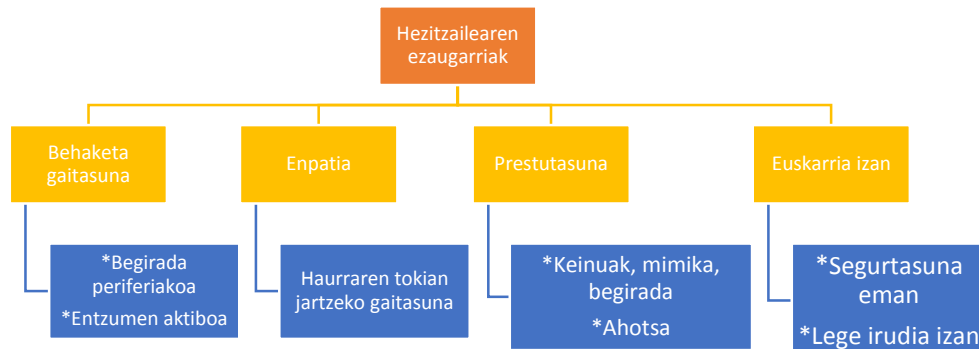 Hezitzailearen
ezaugarriak
Behaketa
gaitasuna
Enpatia
Prestutasuna
Euskarria izan
*Begirada
periferiakoa
*Entzumen aktiboa
Haurraren tokian
jartzeko gaitasuna
*Keinuak, mimika,
begirada
*Ahotsa
*Segurtasuna
eman
*Lege irudia izan